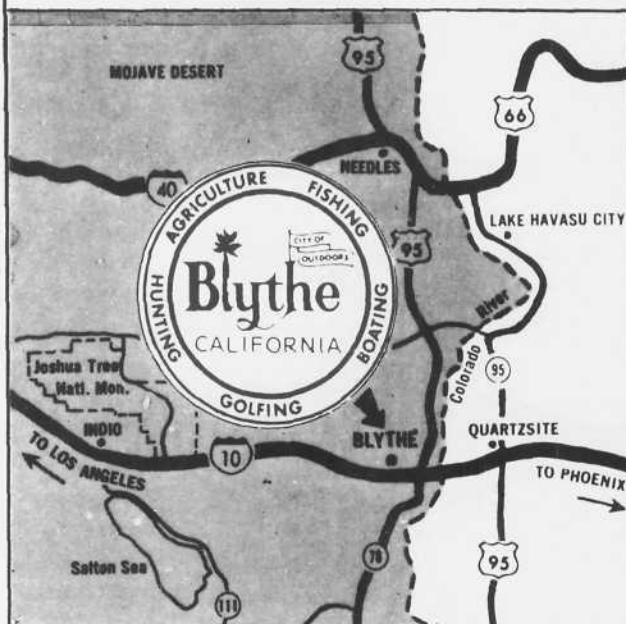 95
MOJAVE DESERT
66
NEEDLES
40
AGRICULTURE
FISHING
BOATING
GOLFING
HUNTING
CITY OF
OUTDOORS
Blythe
CALIFORNIA
95
LAKE HAVASU CITY
Colorado River
95
Joshua Tree
Natl. Mon.
INDIO
BLYTHE
QUARTZSITE
10
TO LOS ANGELES
TO PHOENIX
Salton Sea
78
95
111